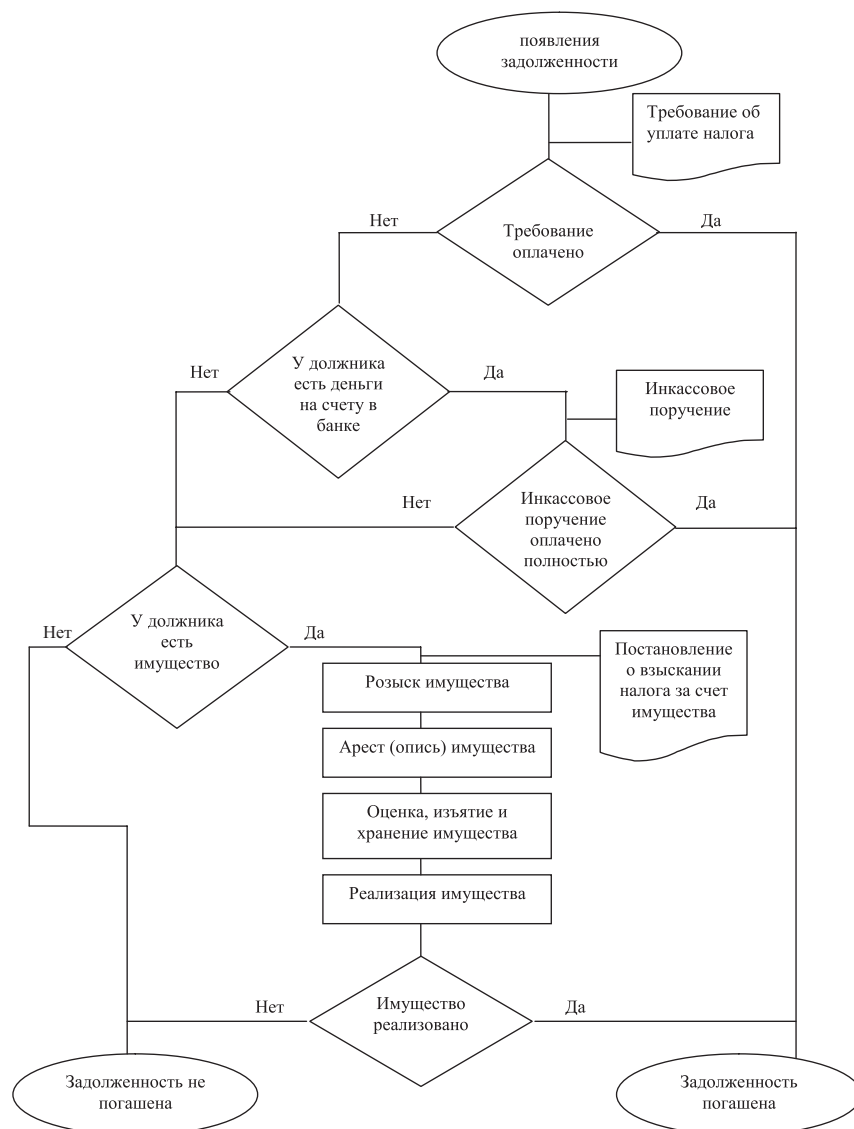 появления
задолженности
Требование об
уплате налога
Нет
Да
Требование
оплачено
Нет
У должника
есть деньги
на счету в
банке
Да
Инкассовое
поручение
Нет
Инкассовое
поручение
оплачено
полностью
Да
Нет
У должника
есть
имущество
Да
Постановление
о взыскании
налога за счет
имущества
Розыск имущества
Арест (опись) имущества
Оценка, изъятие и
хранение имущества
Реализация имущества
Нет
Имущество
реализовано
Да
Задолженность не
погашена
Задолженность
погашена